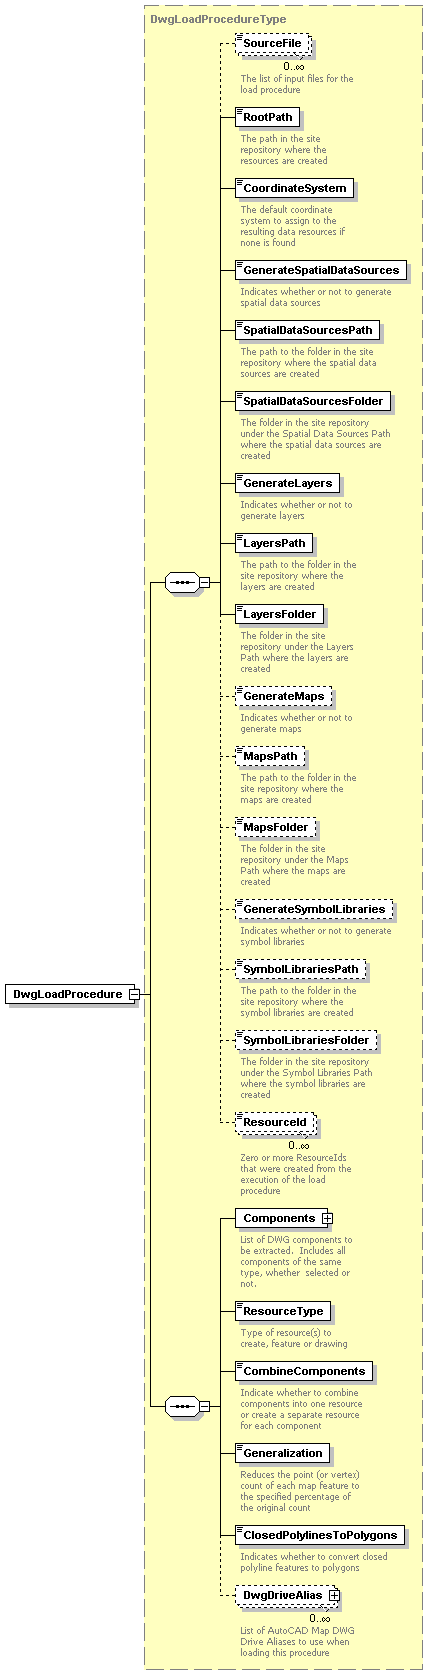 DwgLoadProcedureType
SourceFile
0..∞
The list of input files for the
load procedure
RootPath
The path in the site
repository where the
resources are created
CoordinateSystem
The default coordinate
system to assign to the
resulting data resources if
none is found
GenerateSpatialDataSources
Indicates whether or not to generate
spatial data sources
SpatialDataSourcesPath
The path to the folder in the site
repository where the spatial data
sources are created
SpatialDataSourcesFolder
The folder in the site repository
under the Spatial Data Sources Path
where the spatial data sources are
created
GenerateLayers
Indicates whether or not to
generate layers
LayersPath
The path to the folder in the
site repository where the
layers are created
LayersFolder
The folder in the site
repository under the Layers
Path where the layers are
created
GenerateMaps
Indicates whether or not to
generate maps
MapsPath
The path to the folder in the
site repository where the
maps are created
MapsFolder
The folder in the site
repository under the Maps
Path where the maps are
created
GenerateSymbolLibraries
Indicates whether or not to generate
symbol libraries
SymbolLibrariesPath
The path to the folder in the
site repository where the
symbol libraries are created
SymbolLibrariesFolder
The folder in the site repository
under the Symbol Libraries Path
where the symbol libraries are
created
ResourceId
0..∞
Zero or more ResourceIds
that were created from the
execution of the load
procedure
DwgLoadProcedure
Components
List of DWG components to
be extracted.  Includes all
components of the same
type, whether  selected or
not.
ResourceType
Type of resource(s) to
create, feature or drawing
CombineComponents
Indicate whether to combine
components into one resource
or create a separate resource
for each component
Generalization
Reduces the point (or vertex)
count of each map feature to
the specified percentage of
the original count
ClosedPolylinesToPolygons
Indicates whether to convert closed
polyline features to polygons
DwgDriveAlias
0..∞
List of AutoCAD Map DWG
Drive Aliases to use when
loading this procedure